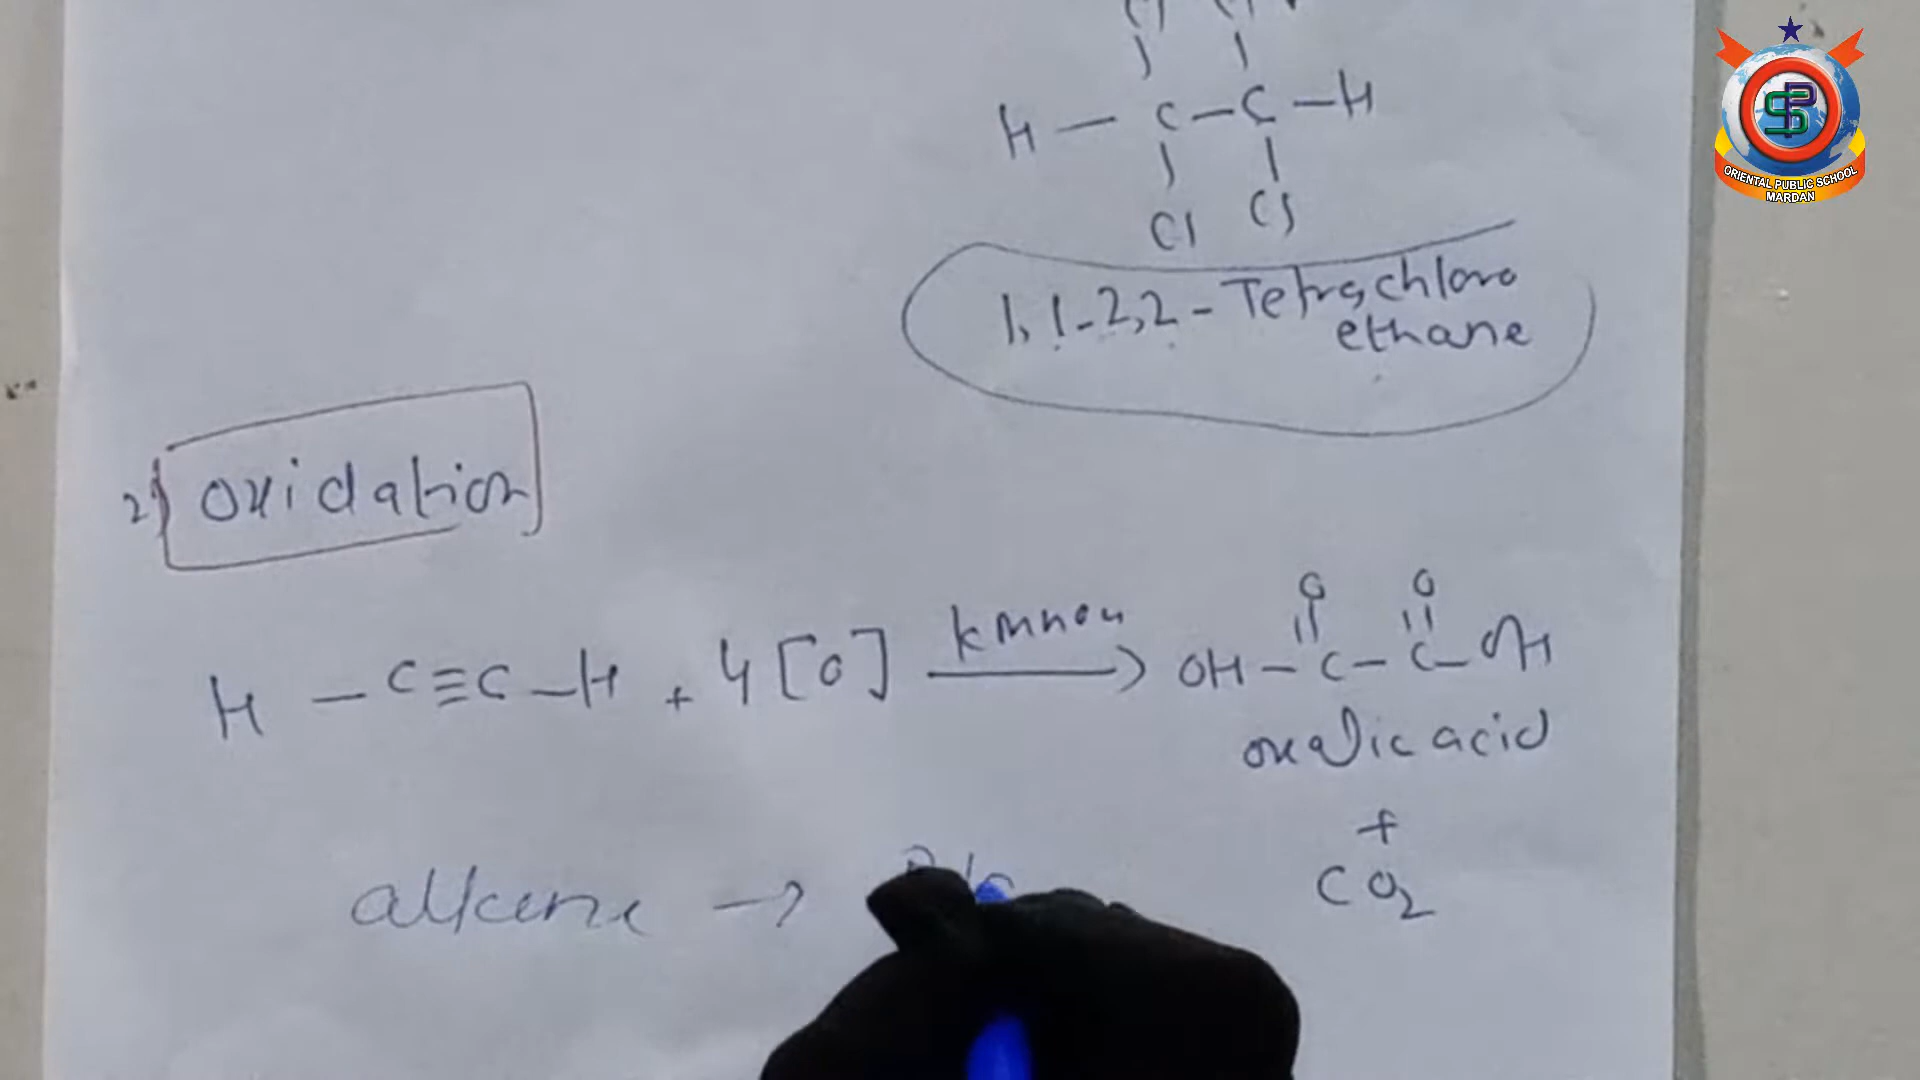 H — C — C — H
Cl Cl
1,1-2,2-Tetrachloro
ethane
2) oxidation
O O
H — C≡C — H + 4[O] KMnO4 → OH — C — C — OH
oxalic acid
+
CO2
alkene →
ORIENTAL PUBLIC SCHOOL
MARDAN